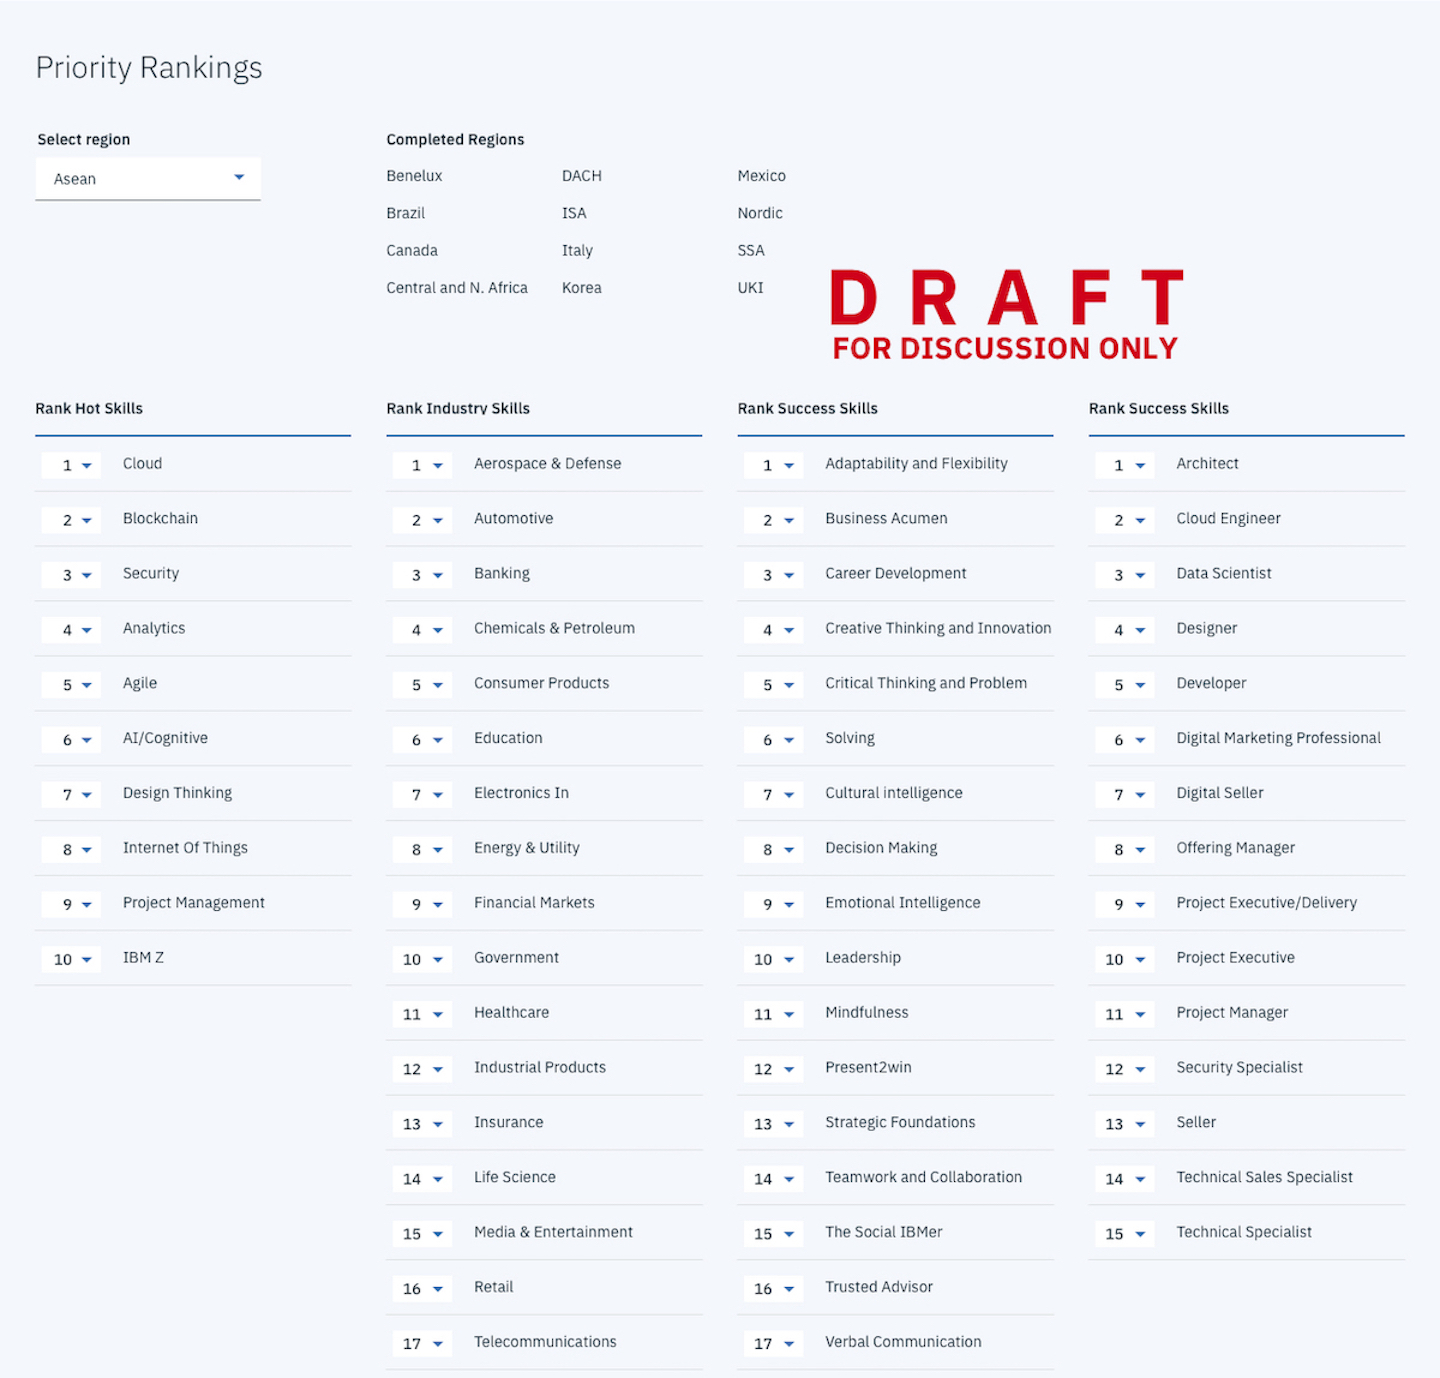 Priority Rankings
Select region
Asean
Completed Regions
Benelux
Brazil
Canada
Central and N. Africa
DACH
ISA
Italy
Korea
Mexico
Nordic
SSA
UKI
DRAFT
FOR DISCUSSION ONLY
Rank Hot Skills
1 Cloud
2 Blockchain
3 Security
4 Analytics
5 Agile
6 AI/Cognitive
7 Design Thinking
8 Internet Of Things
9 Project Management
10 IBM Z
Rank Industry Skills
1 Aerospace & Defense
2 Automotive
3 Banking
4 Chemicals & Petroleum
5 Consumer Products
6 Education
7 Electronics In
8 Energy & Utility
9 Financial Markets
10 Government
11 Healthcare
12 Industrial Products
13 Insurance
14 Life Science
15 Media & Entertainment
16 Retail
17 Telecommunications
Rank Success Skills
1 Adaptability and Flexibility
2 Business Acumen
3 Career Development
4 Creative Thinking and Innovation
5 Critical Thinking and Problem
6 Solving
7 Cultural intelligence
8 Decision Making
9 Emotional Intelligence
10 Leadership
11 Mindfulness
12 Present2win
13 Strategic Foundations
14 Teamwork and Collaboration
15 The Social IBMer
16 Trusted Advisor
17 Verbal Communication
Rank Success Skills
1 Architect
2 Cloud Engineer
3 Data Scientist
4 Designer
5 Developer
6 Digital Marketing Professional
7 Digital Seller
8 Offering Manager
9 Project Executive/Delivery
10 Project Executive
11 Project Manager
12 Security Specialist
13 Seller
14 Technical Sales Specialist
15 Technical Specialist